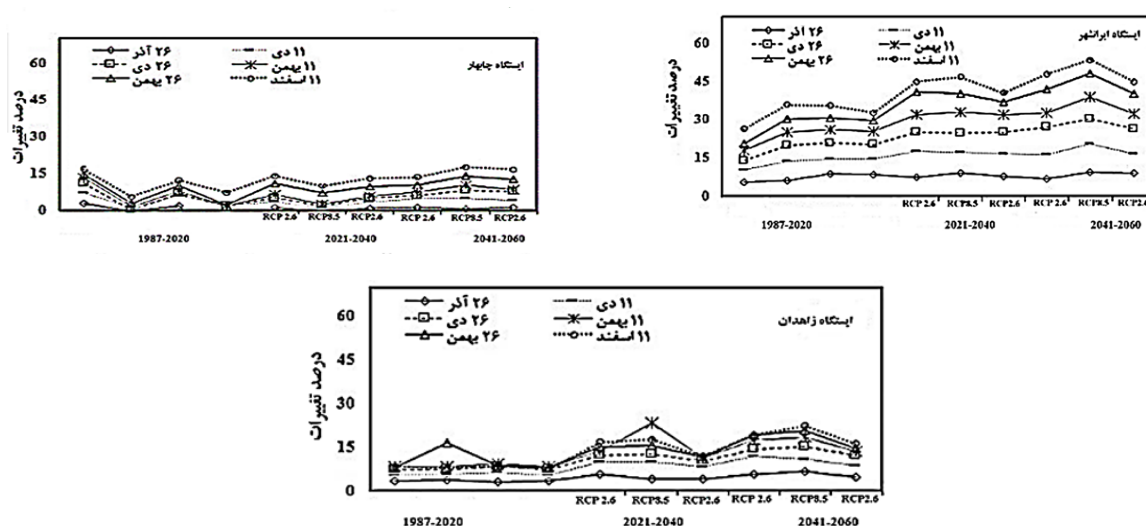 ۲۶ آذر
۱۱ دی
۲۶ دی
۱۱ بهمن
۲۶ بهمن
۱۱ اسفند
ایستگاه چابهار
درصد تغییرات
60
45
30
15
0
RCP 2.6 RCP8.5 RCP2.6 RCP 2.6 RCP8.5 RCP2.6
1987-2020 2021-2040 2041-2060
۲۶ آذر
۱۱ دی
۲۶ دی
۱۱ بهمن
۲۶ بهمن
۱۱ اسفند
ایستگاه ایرانشهر
درصد تغییرات
60
45
30
15
0
RCP 2.6 RCP8.5 RCP2.6 RCP 2.6 RCP8.5 RCP2.6
1987-2020 2021-2040 2041-2060
۲۶ آذر
۱۱ دی
۲۶ دی
۱۱ بهمن
۲۶ بهمن
۱۱ اسفند
ایستگاه زاهدان
درصد تغییرات
60
45
30
15
0
RCP 2.6 RCP8.5 RCP2.6 RCP 2.6 RCP8.5 RCP2.6
1987-2020 2021-2040 2041-2060